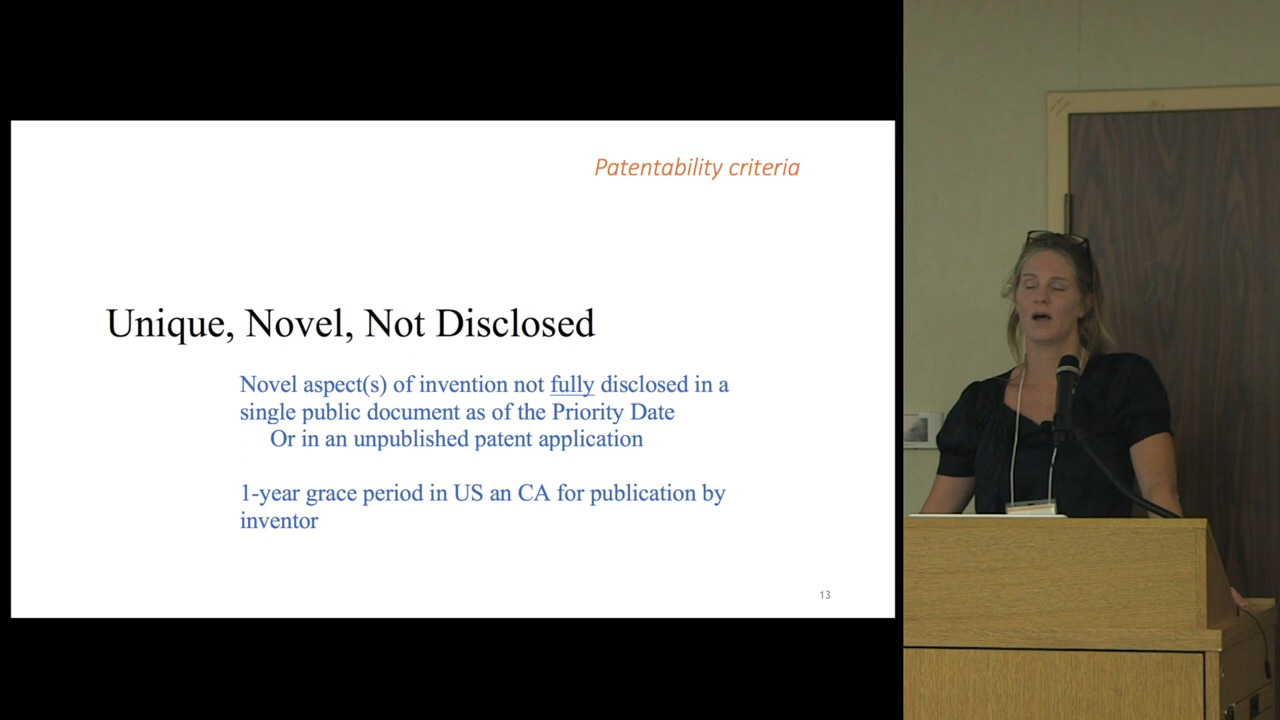 Patentability criteria
Unique, Novel, Not Disclosed
Novel aspect(s) of invention not fully disclosed in a
single public document as of the Priority Date
Or in an unpublished patent application
1-year grace period in US an CA for publication by
inventor
13